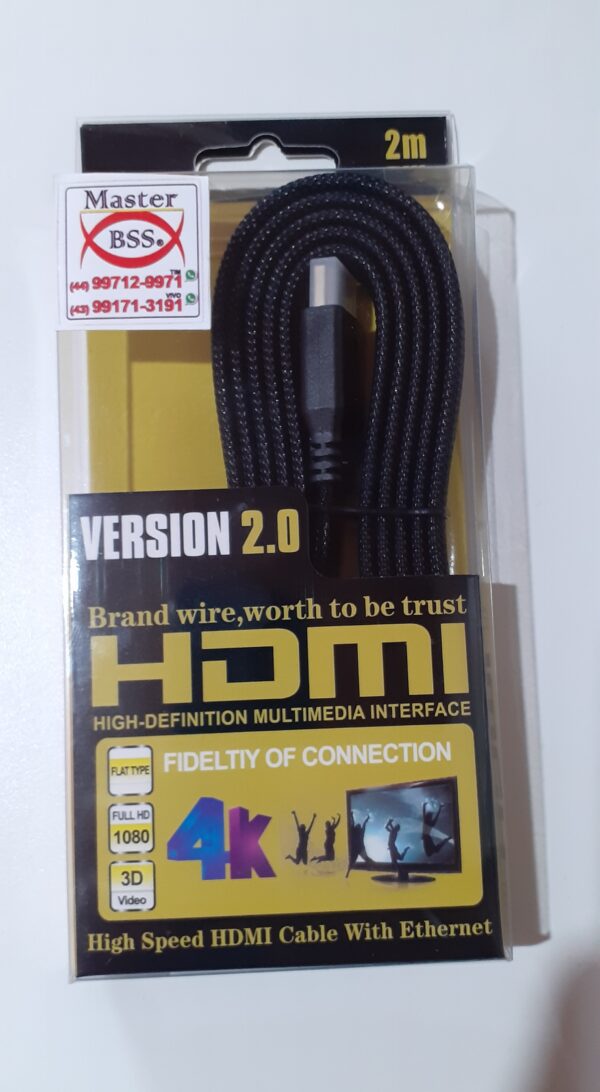 2m
Master
BSS®
TIM
(44) 99712-9971
VIVO
(43) 99171-3191
VERSION 2.0
Brand wire,worth to be trust
HDMI
HIGH-DEFINITION MULTIMEDIA INTERFACE
FIDELTIY OF CONNECTION
FLAT TYPE
FULL HD
1080
4K
3D
Video
High Speed HDMI Cable With Ethernet